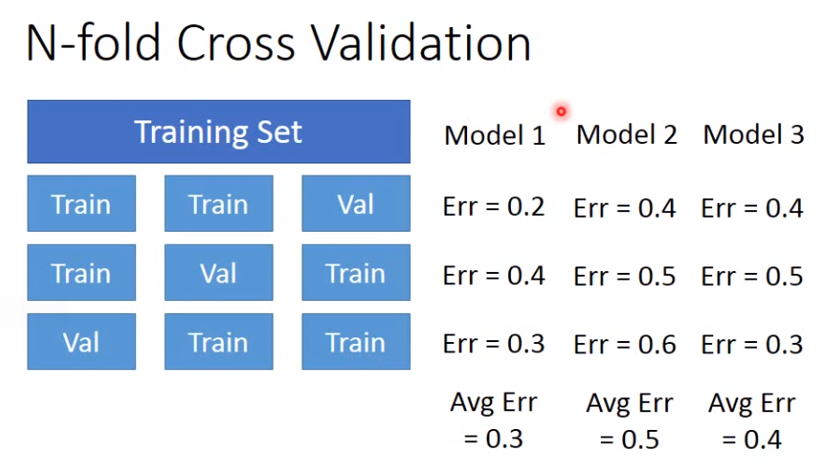 N-fold Cross Validation
Training Set
Model 1 Model 2 Model 3
Train Train Val Err = 0.2 Err = 0.4 Err = 0.4
Train Val Train Err = 0.4 Err = 0.5 Err = 0.5
Val Train Train Err = 0.3 Err = 0.6 Err = 0.3
Avg Err Avg Err Avg Err
= 0.3 = 0.5 = 0.4